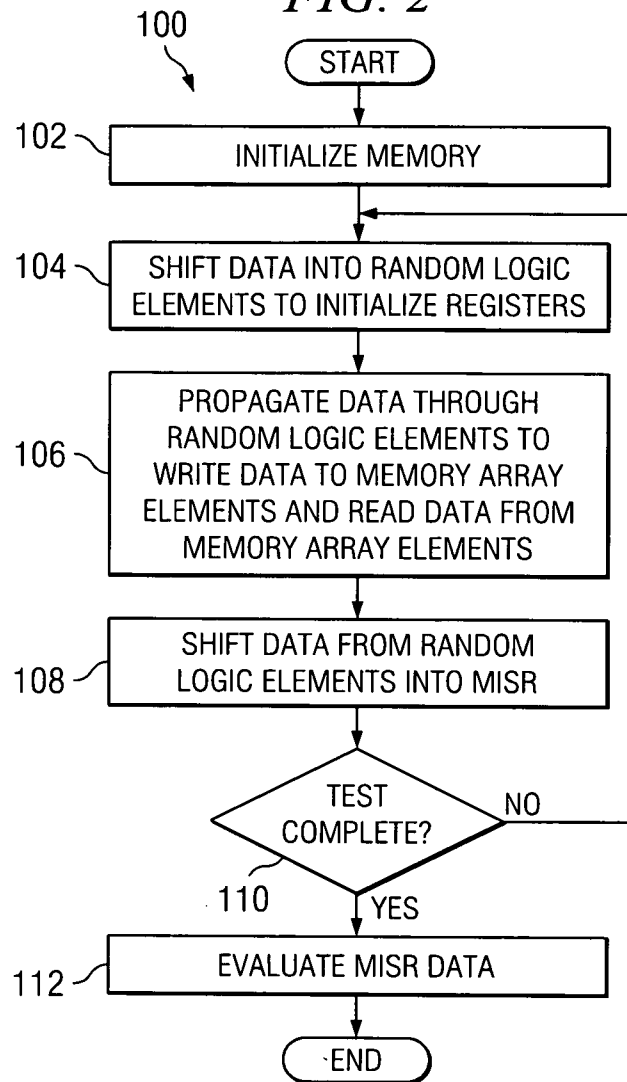 FIG. 2
100
START
102
INITIALIZE MEMORY
104
SHIFT DATA INTO RANDOM LOGIC
ELEMENTS TO INITIALIZE REGISTERS
106
PROPAGATE DATA THROUGH
RANDOM LOGIC ELEMENTS TO
WRITE DATA TO MEMORY ARRAY
ELEMENTS AND READ DATA FROM
MEMORY ARRAY ELEMENTS
108
SHIFT DATA FROM RANDOM
LOGIC ELEMENTS INTO MISR
TEST
COMPLETE?
NO
110
YES
112
EVALUATE MISR DATA
END